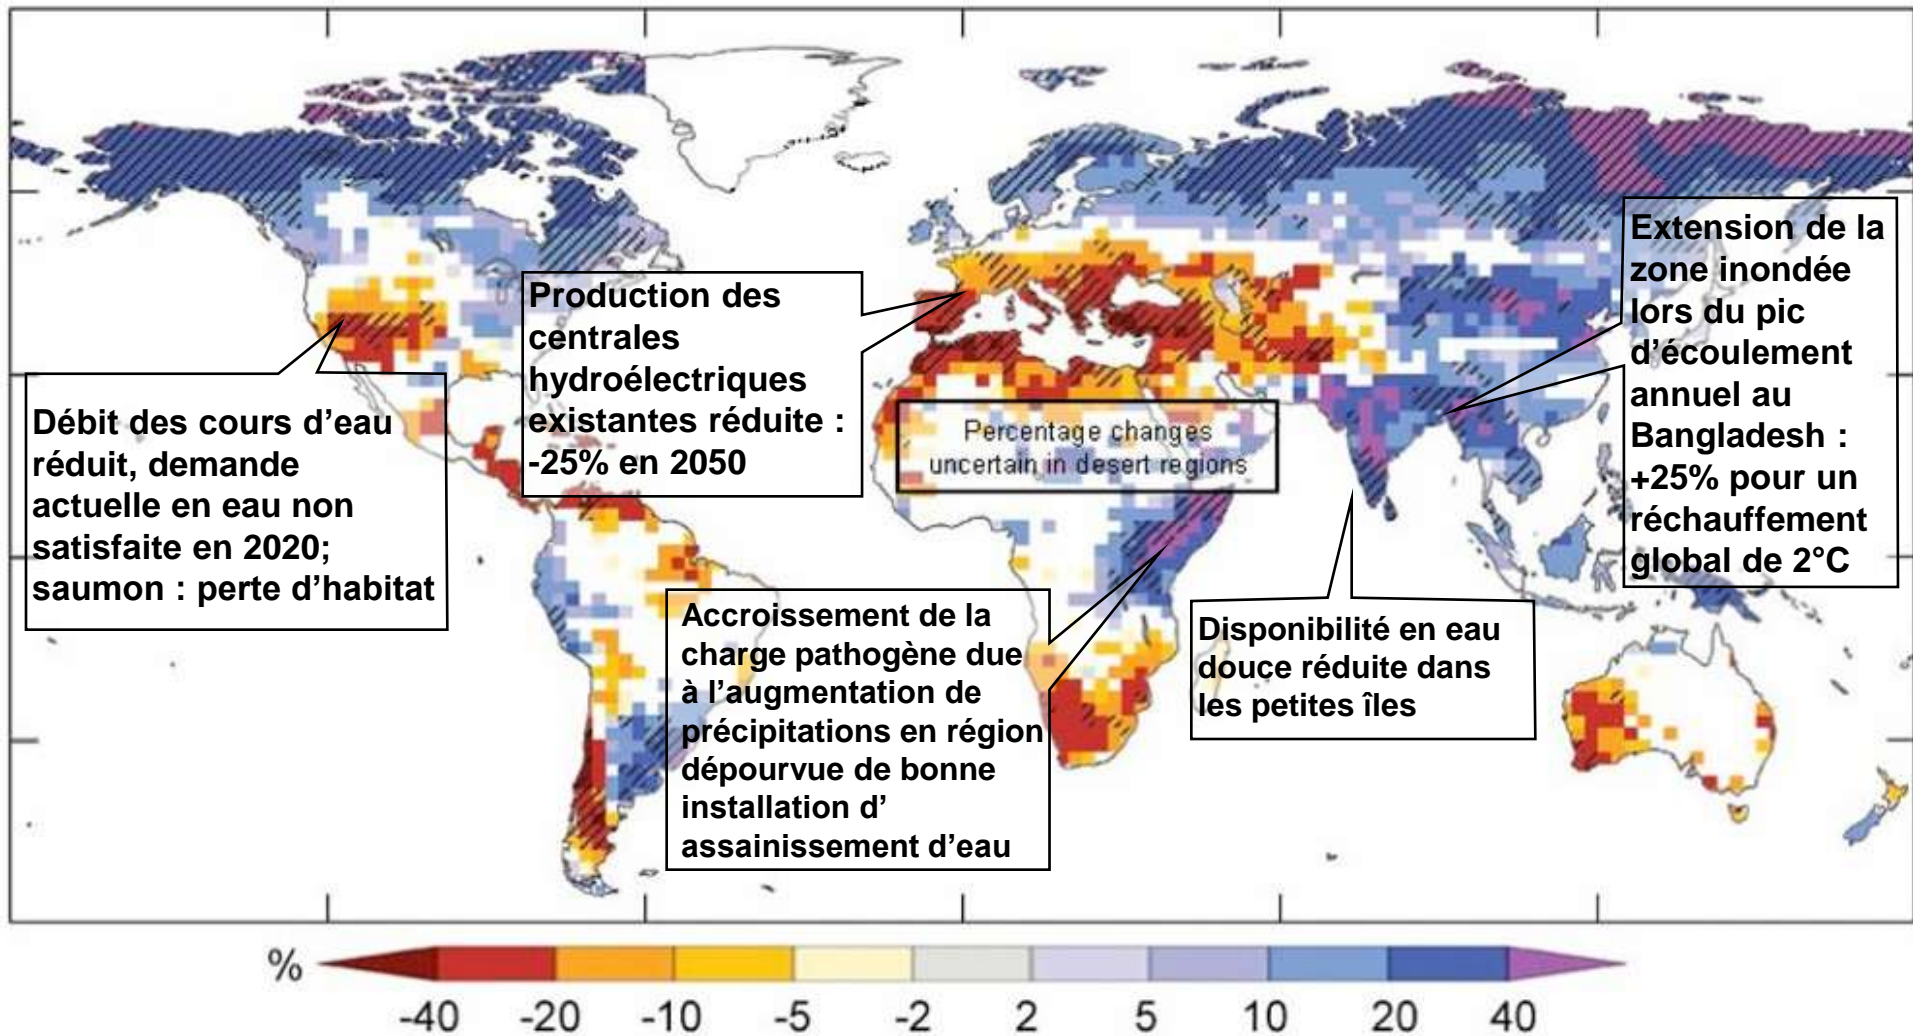 Extension de la
zone inondée
lors du pic
d’écoulement
annuel au
Bangladesh :
+25% pour un
réchauffement
global de 2°C
Production des
centrales
hydroélectriques
existantes réduite :
-25% en 2050
Débit des cours d’eau
réduit, demande
actuelle en eau non
satisfaite en 2020;
saumon : perte d’habitat
Percentage changes
uncertain in desert regions
Accroissement de la
charge pathogène due
à l’augmentation de
précipitations en région
dépourvue de bonne
installation d’
assainissement d’eau
Disponibilité en eau
douce réduite dans
les petites îles
%
-40 -20 -10 -5 -2 2 5 10 20 40